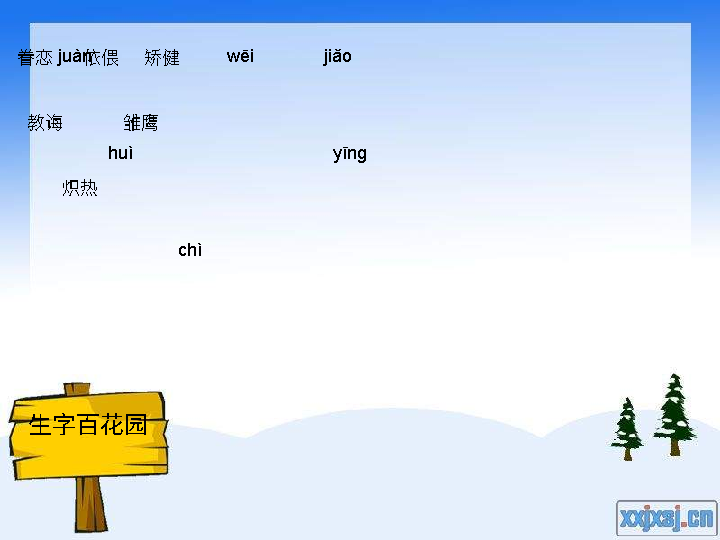 眷恋 juàn 依偎 矫健 wēi jiǎo
教诲 雏鹰
huì yīng
炽热
chì
生字百花园
xxjxsj.cn